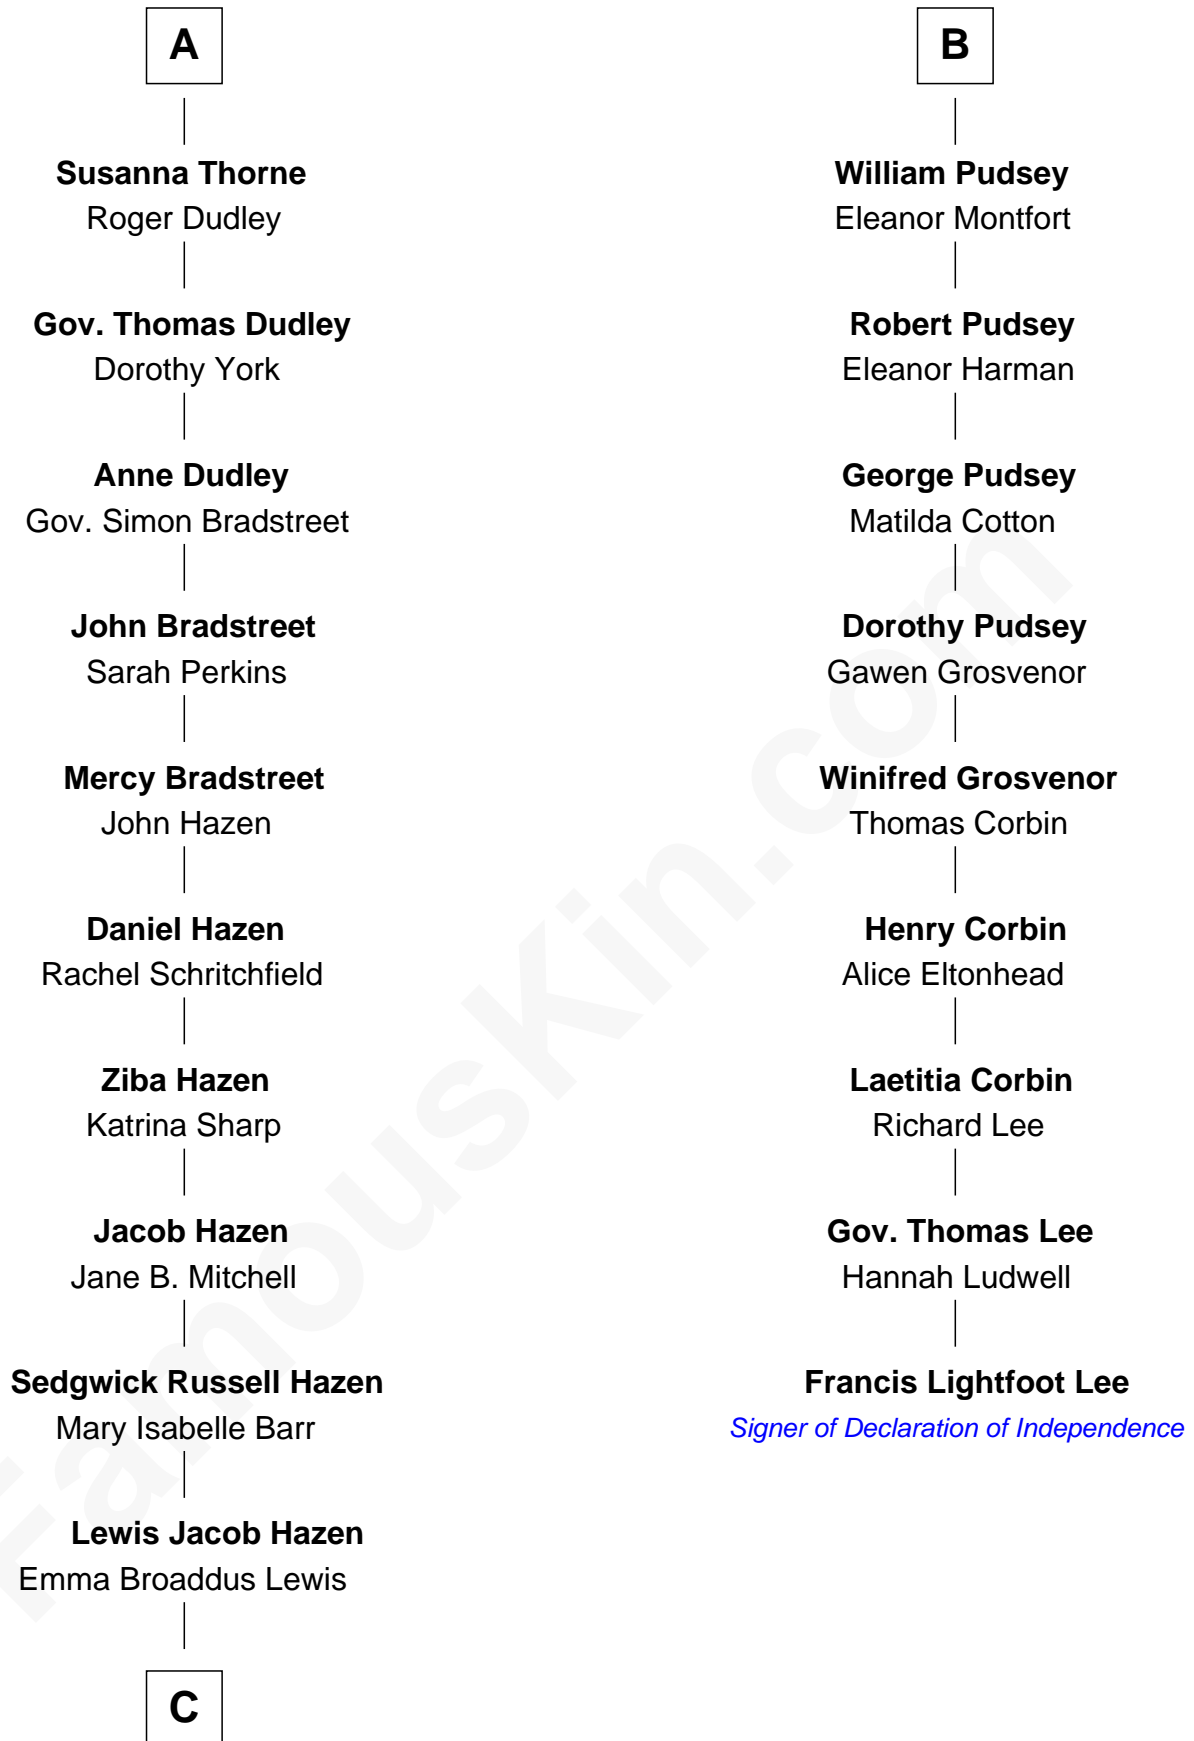 A
Susanna Thorne
Roger Dudley
Gov. Thomas Dudley
Dorothy York
Anne Dudley
Gov. Simon Bradstreet
John Bradstreet
Sarah Perkins
Mercy Bradstreet
John Hazen
Daniel Hazen
Rachel Schritchfield
Ziba Hazen
Katrina Sharp
Jacob Hazen
Jane B. Mitchell
Sedgwick Russell Hazen
Mary Isabelle Barr
Lewis Jacob Hazen
Emma Broaddus Lewis
C
B
William Pudsey
Eleanor Montfort
Robert Pudsey
Eleanor Harman
George Pudsey
Matilda Cotton
Dorothy Pudsey
Gawen Grosvenor
Winifred Grosvenor
Thomas Corbin
Henry Corbin
Alice Eltonhead
Laetitia Corbin
Richard Lee
Gov. Thomas Lee
Hannah Ludwell
Francis Lightfoot Lee
Signer of Declaration of Independence
FamousKin.com